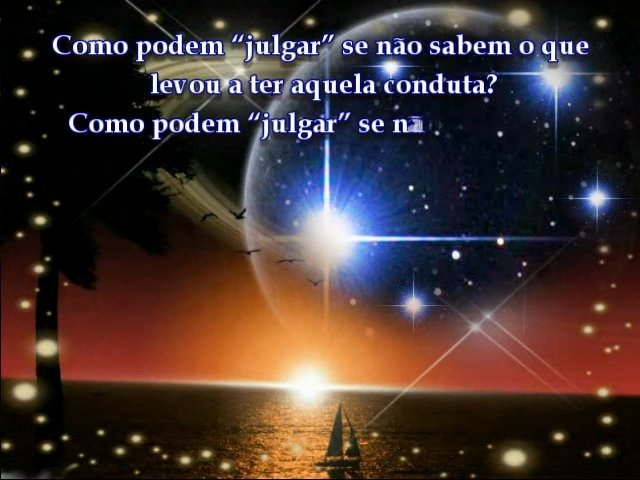 Como podem “julgar” se não sabem o que
levou a ter aquela conduta?
Como podem “julgar” se